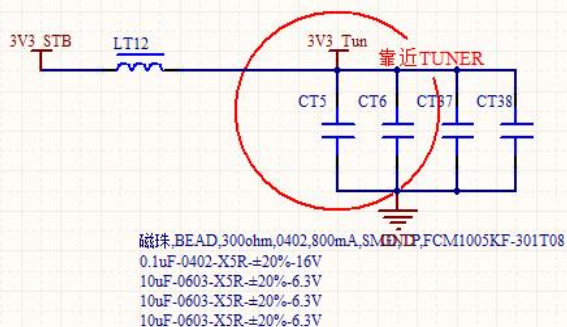 3V3_STB
LT12
3V3_Tun
靠近TUNER
CT5
CT6
CT37
CT38
磁珠,BEAD,300ohm,0402,800mA,SMD,TP,FCM1005KF-301T08
0.1uF-0402-X5R-±20%-16V
10uF-0603-X5R-±20%-6.3V
10uF-0603-X5R-±20%-6.3V
10uF-0603-X5R-±20%-6.3V